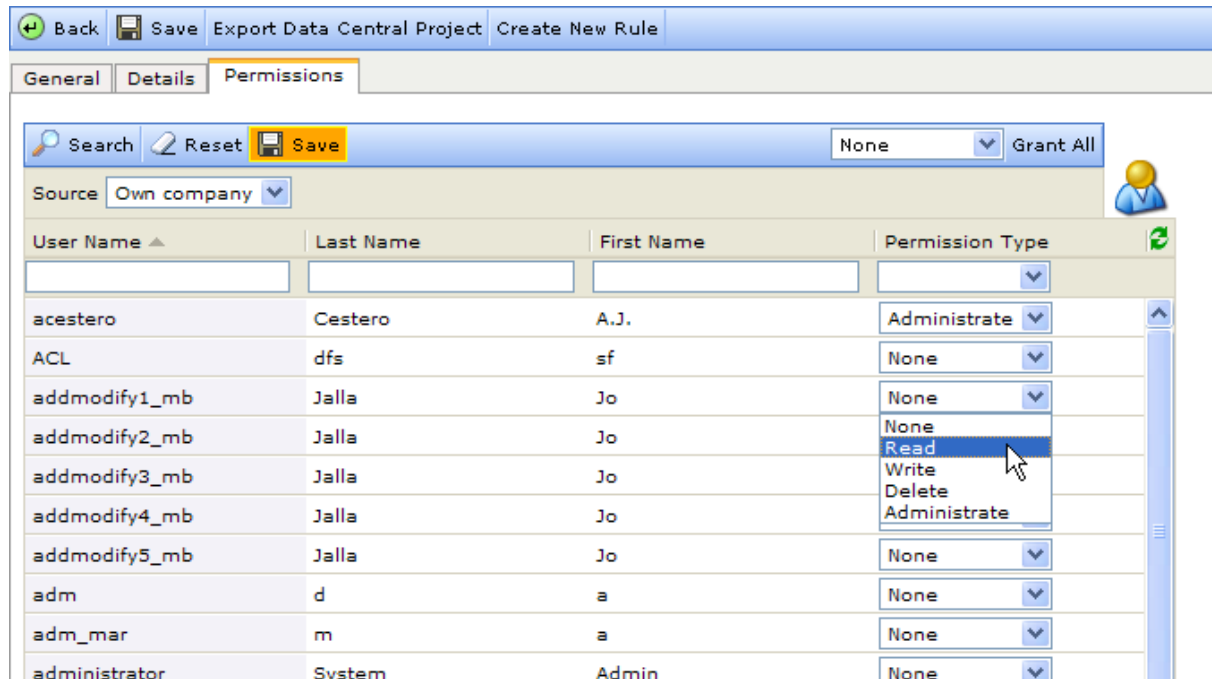 Back Save Export Data Central Project Create New Rule
General Details Permissions
Search Reset Save None Grant All
Source Own company
User Name Last Name First Name Permission Type
acestero Cestero A.J. Administrate
ACL dfs sf None
addmodify1_mb Jalla Jo None
None
addmodify2_mb Jalla Jo
Read
Write
addmodify3_mb Jalla Jo
Delete
Administrate
addmodify4_mb Jalla Jo
addmodify5_mb Jalla Jo None
adm d a None
adm_mar m a None
administrator System Admin None